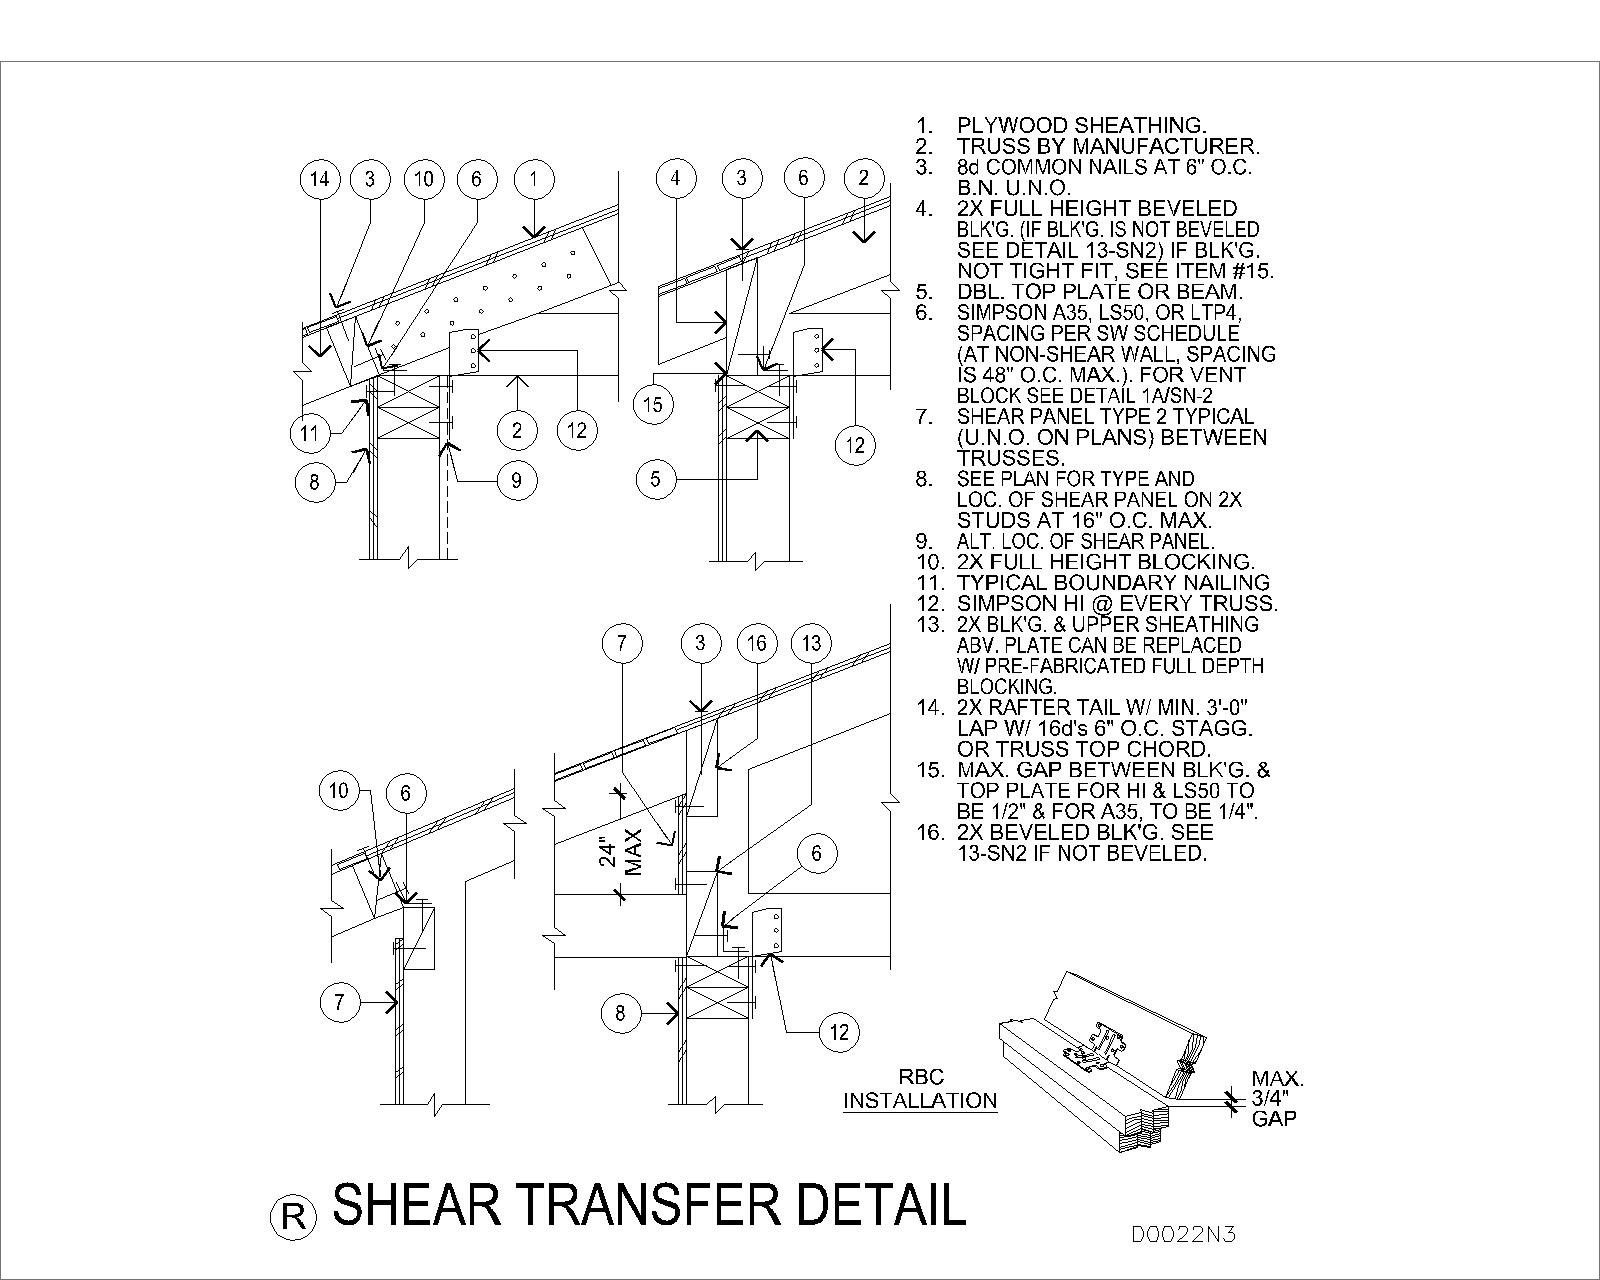 14 3 10 6 1
4 3 6 2
15
11 2 12 12
8 9 5
7 3 16 13
10 6
24" MAX
6
7 8 12
1. PLYWOOD SHEATHING.
2. TRUSS BY MANUFACTURER.
3. 8d COMMON NAILS AT 6" O.C.
B.N. U.N.O.
4. 2X FULL HEIGHT BEVELED
BLK'G. (IF BLK'G. IS NOT BEVELED
SEE DETAIL 13-SN2) IF BLK'G.
NOT TIGHT FIT, SEE ITEM #15.
5. DBL. TOP PLATE OR BEAM.
6. SIMPSON A35, LS50, OR LTP4,
SPACING PER SW SCHEDULE
(AT NON-SHEAR WALL, SPACING
IS 48" O.C. MAX.). FOR VENT
BLOCK SEE DETAIL 1A/SN-2
7. SHEAR PANEL TYPE 2 TYPICAL
(U.N.O. ON PLANS) BETWEEN
TRUSSES.
8. SEE PLAN FOR TYPE AND
LOC. OF SHEAR PANEL ON 2X
STUDS AT 16" O.C. MAX.
9. ALT. LOC. OF SHEAR PANEL.
10. 2X FULL HEIGHT BLOCKING.
11. TYPICAL BOUNDARY NAILING
12. SIMPSON HI @ EVERY TRUSS.
13. 2X BLK'G. & UPPER SHEATHING
ABV. PLATE CAN BE REPLACED
W/ PRE-FABRICATED FULL DEPTH
BLOCKING.
14. 2X RAFTER TAIL W/ MIN. 3'-0"
LAP W/ 16d's 6" O.C. STAGG.
OR TRUSS TOP CHORD.
15. MAX. GAP BETWEEN BLK'G. &
TOP PLATE FOR HI & LS50 TO
BE 1/2" & FOR A35, TO BE 1/4".
16. 2X BEVELED BLK'G. SEE
13-SN2 IF NOT BEVELED.
RBC
INSTALLATION
MAX.
3/4"
GAP
R SHEAR TRANSFER DETAIL
D0022N3